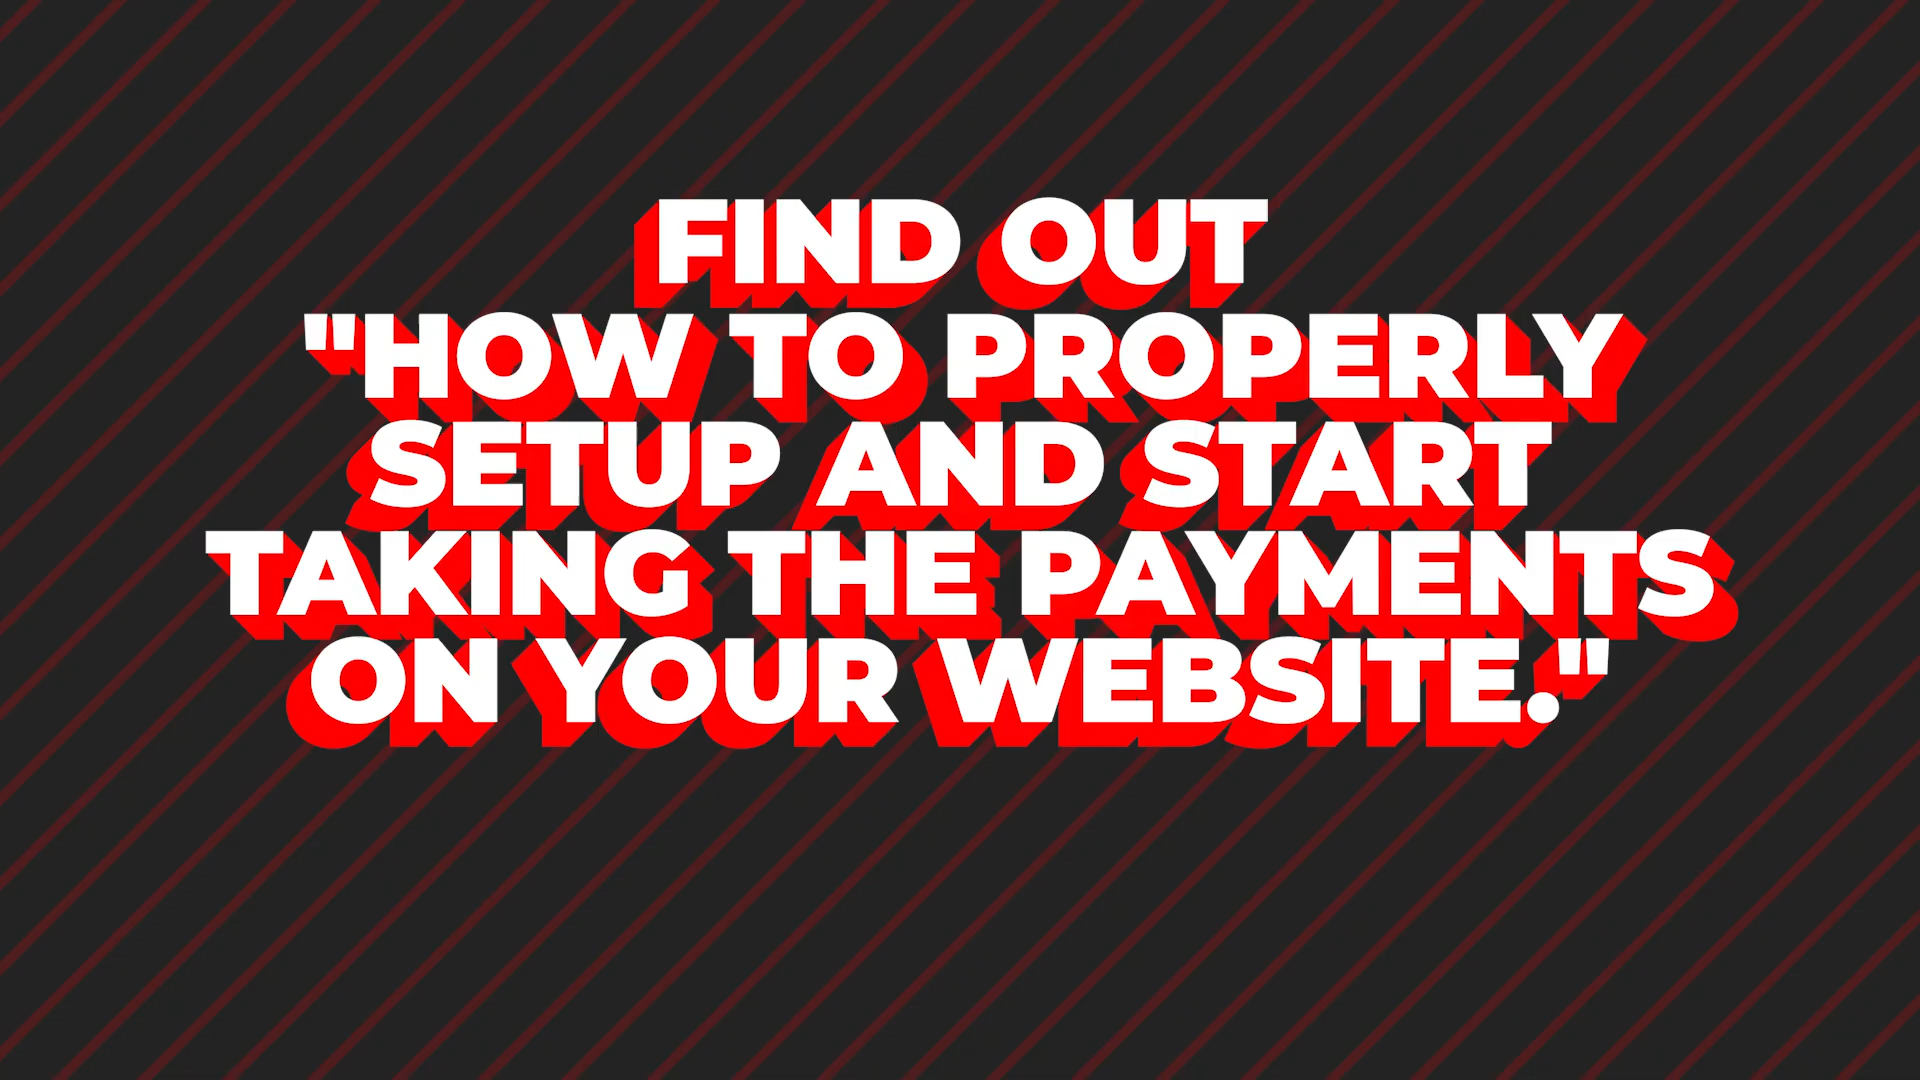 FIND OUT
"HOW TO PROPERLY
SETUP AND START
TAKING THE PAYMENTS
ON YOUR WEBSITE."